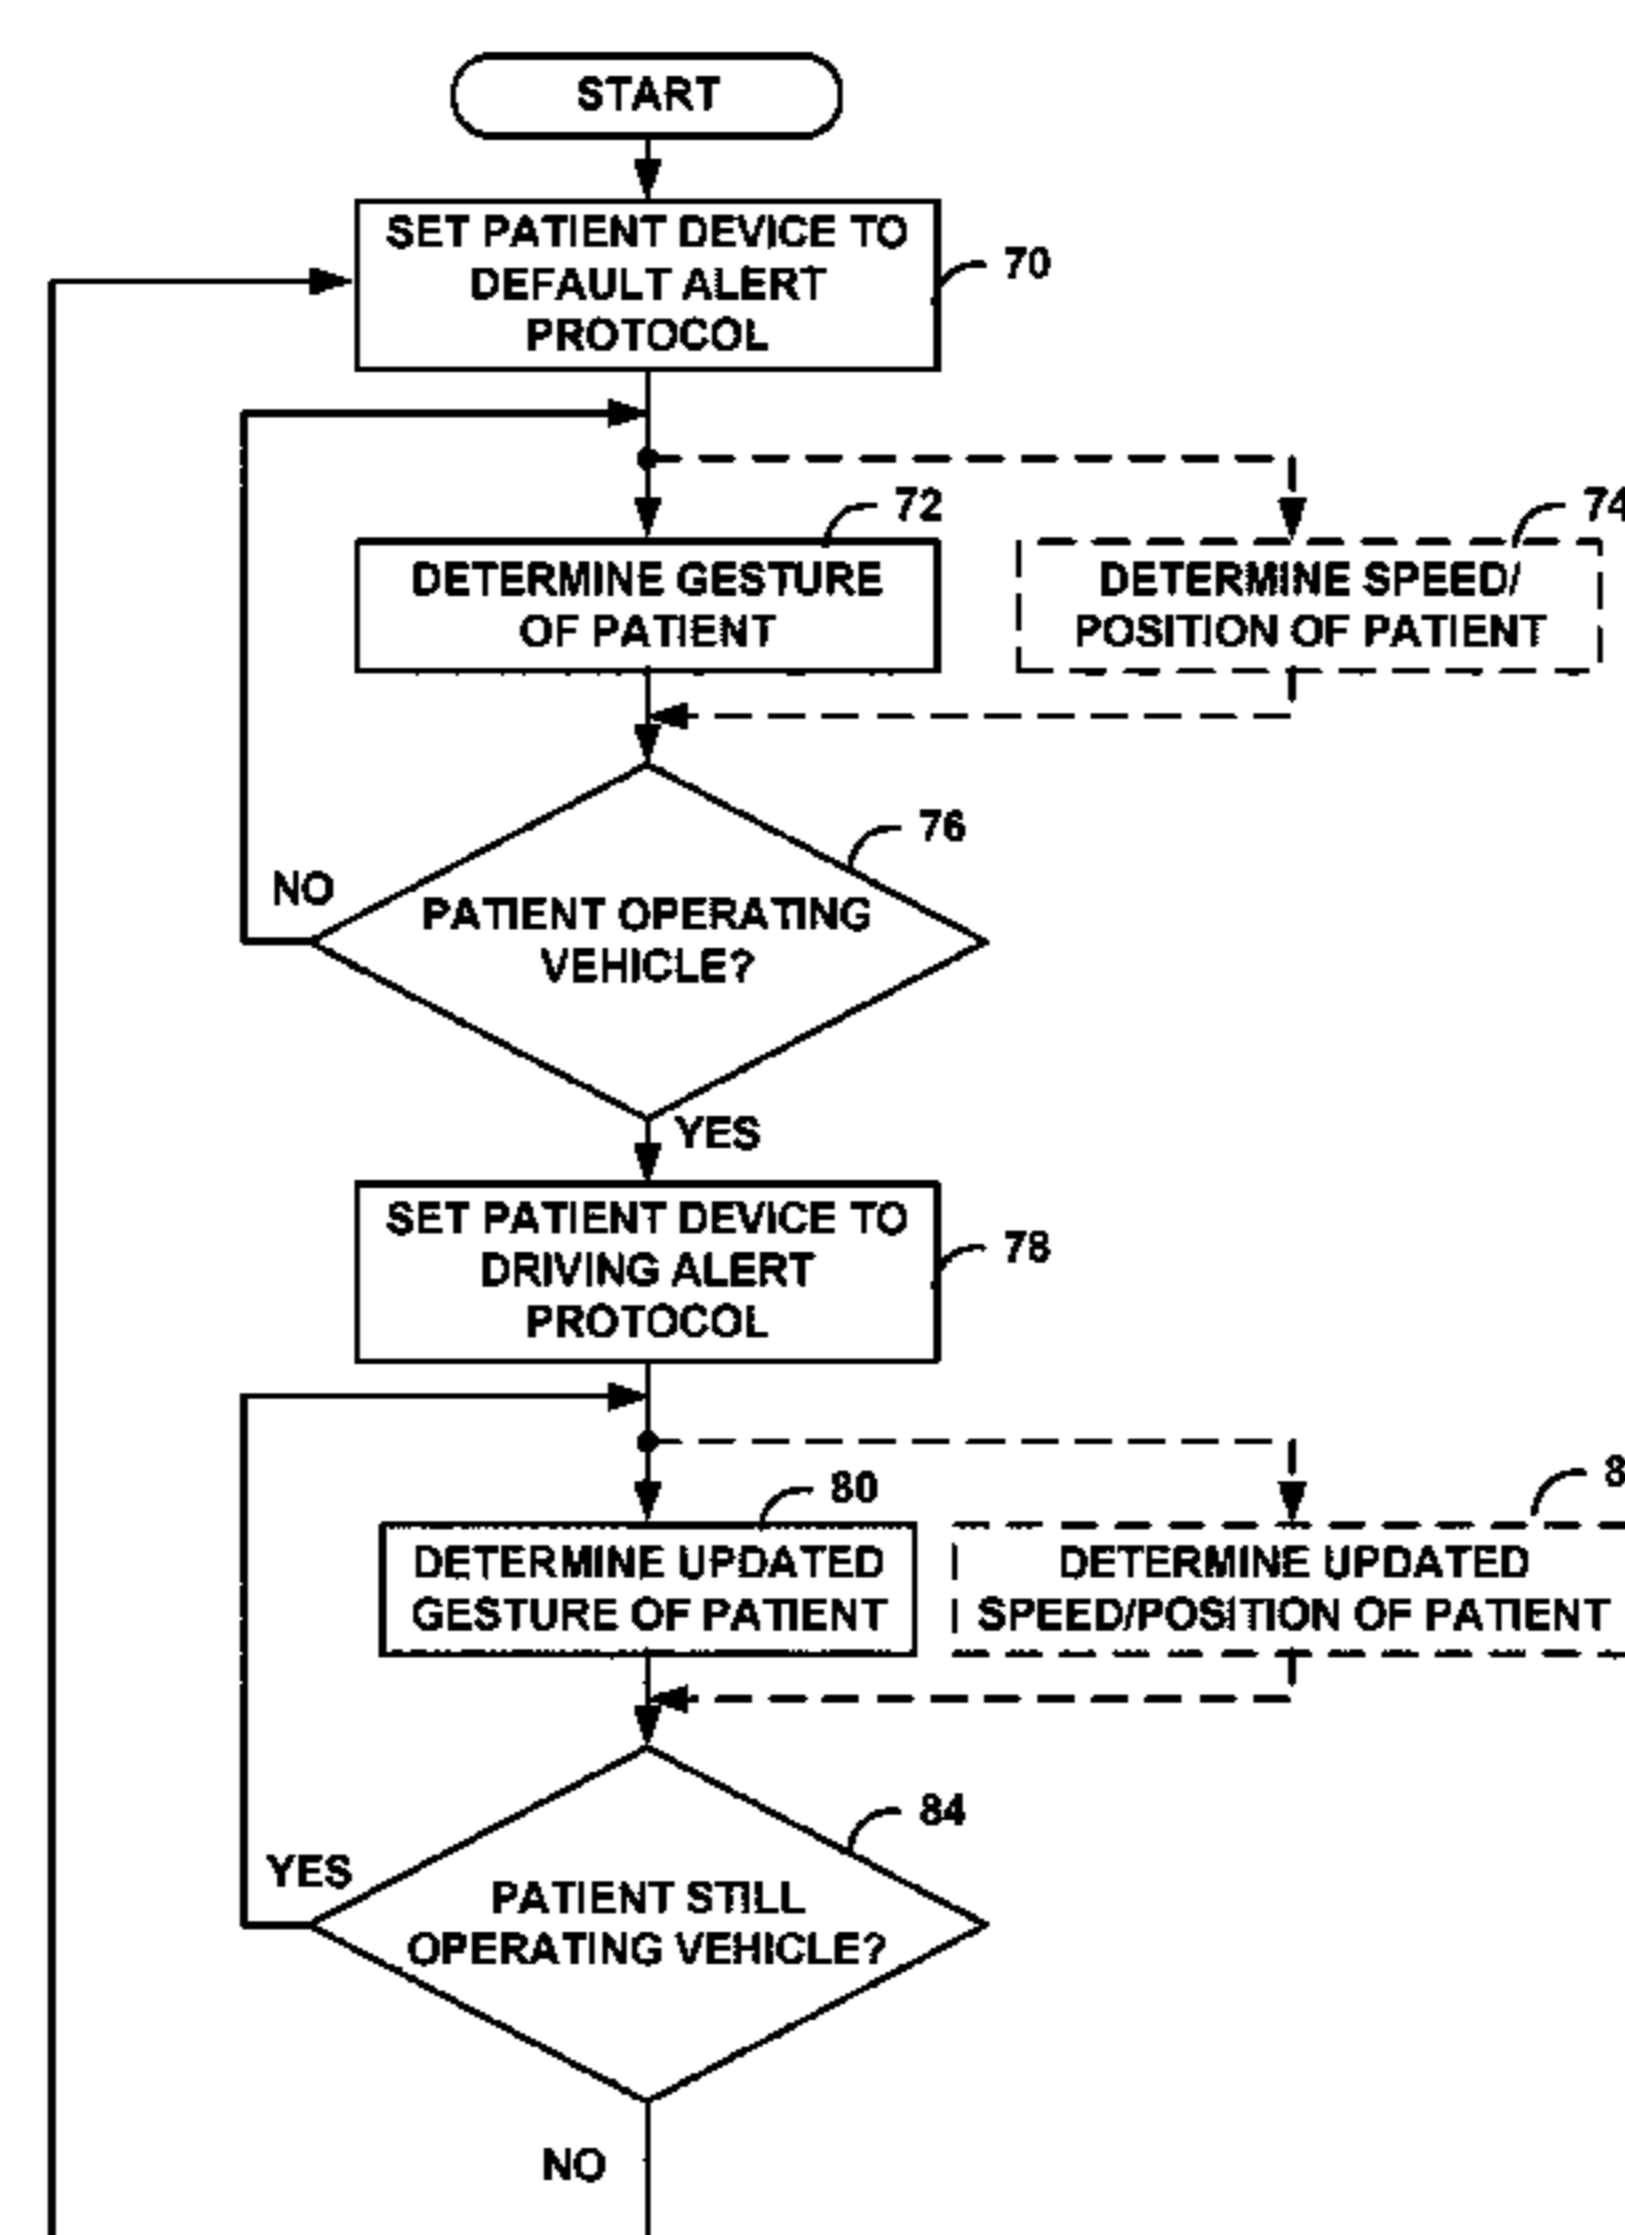 START
SET PATIENT DEVICE TO
DEFAULT ALERT
PROTOCOL
70
72
74
DETERMINE GESTURE
OF PATIENT
DETERMINE SPEED/
POSITION OF PATIENT
76
NO
PATIENT OPERATING
VEHICLE?
YES
SET PATIENT DEVICE TO
DRIVING ALERT
PROTOCOL
78
80
DETERMINE UPDATED
GESTURE OF PATIENT
DETERMINE UPDATED
SPEED/POSITION OF PATIENT
84
YES
PATIENT STILL
OPERATING VEHICLE?
NO